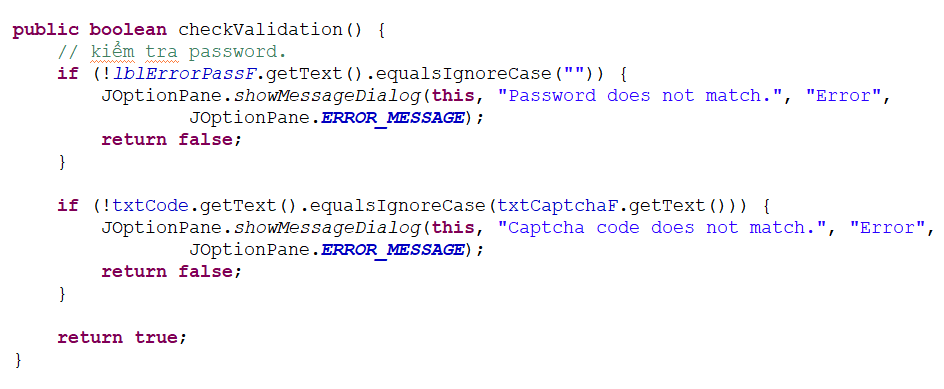 public boolean checkValidation() {
    // kiểm tra password.
    if (!lblErrorPassF.getText().equalsIgnoreCase("")) {
        JOptionPane.showMessageDialog(this, "Password does not match.", "Error",
                JOptionPane.ERROR_MESSAGE);
        return false;
    }

    if (!txtCode.getText().equalsIgnoreCase(txtCaptchaF.getText())) {
        JOptionPane.showMessageDialog(this, "Captcha code does not match.", "Error",
                JOptionPane.ERROR_MESSAGE);
        return false;
    }

    return true;
}